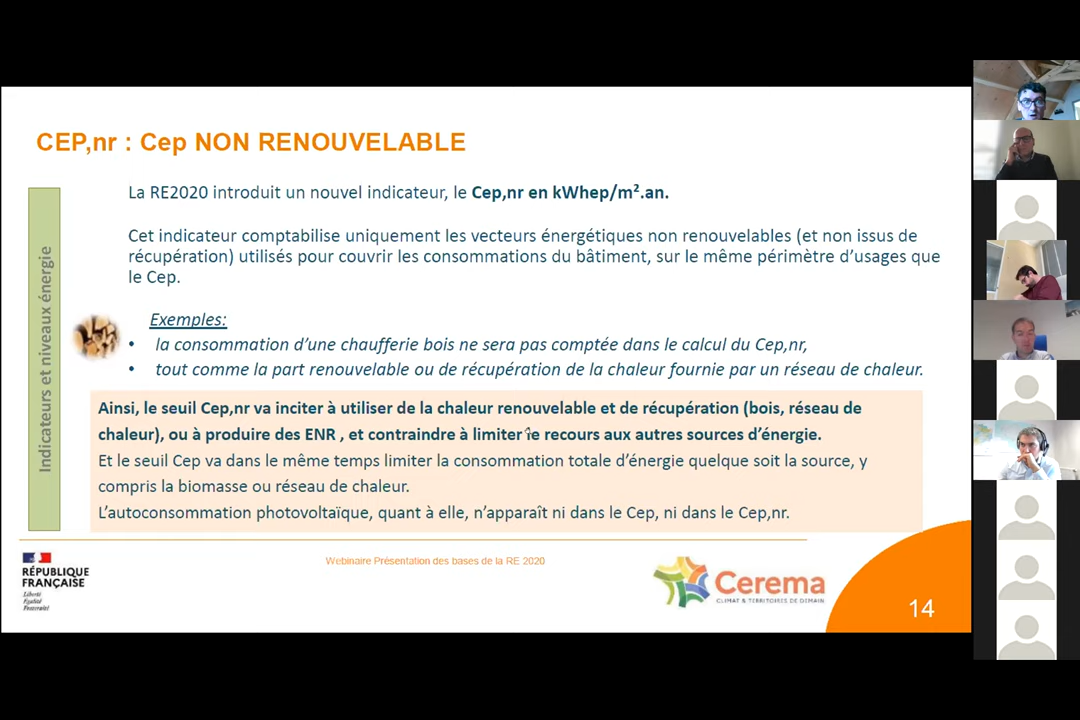 CEP,nr : Cep NON RENOUVELABLE
Indicateurs et niveaux énergie
La RE2020 introduit un nouvel indicateur, le Cep,nr en kWhep/m².an.
Cet indicateur comptabilise uniquement les vecteurs énergétiques non renouvelables (et non issus de
récupération) utilisés pour couvrir les consommations du bâtiment, sur le même périmètre d’usages que
le Cep.
Exemples:
• la consommation d’une chaufferie bois ne sera pas comptée dans le calcul du Cep,nr,
• tout comme la part renouvelable ou de récupération de la chaleur fournie par un réseau de chaleur.
Ainsi, le seuil Cep,nr va inciter à utiliser de la chaleur renouvelable et de récupération (bois, réseau de
chaleur), ou à produire des ENR , et contraindre à limiter le recours aux autres sources d’énergie.
Et le seuil Cep va dans le même temps limiter la consommation totale d’énergie quelque soit la source, y
compris la biomasse ou réseau de chaleur.
L’autoconsommation photovoltaïque, quant à elle, n’apparaît ni dans le Cep, ni dans le Cep,nr.
RÉPUBLIQUE
FRANÇAISE
Liberté
Égalité
Fraternité
Webinaire Présentation des bases de la RE 2020
Cerema
CLIMAT & TERRITOIRES DE DEMAIN
14